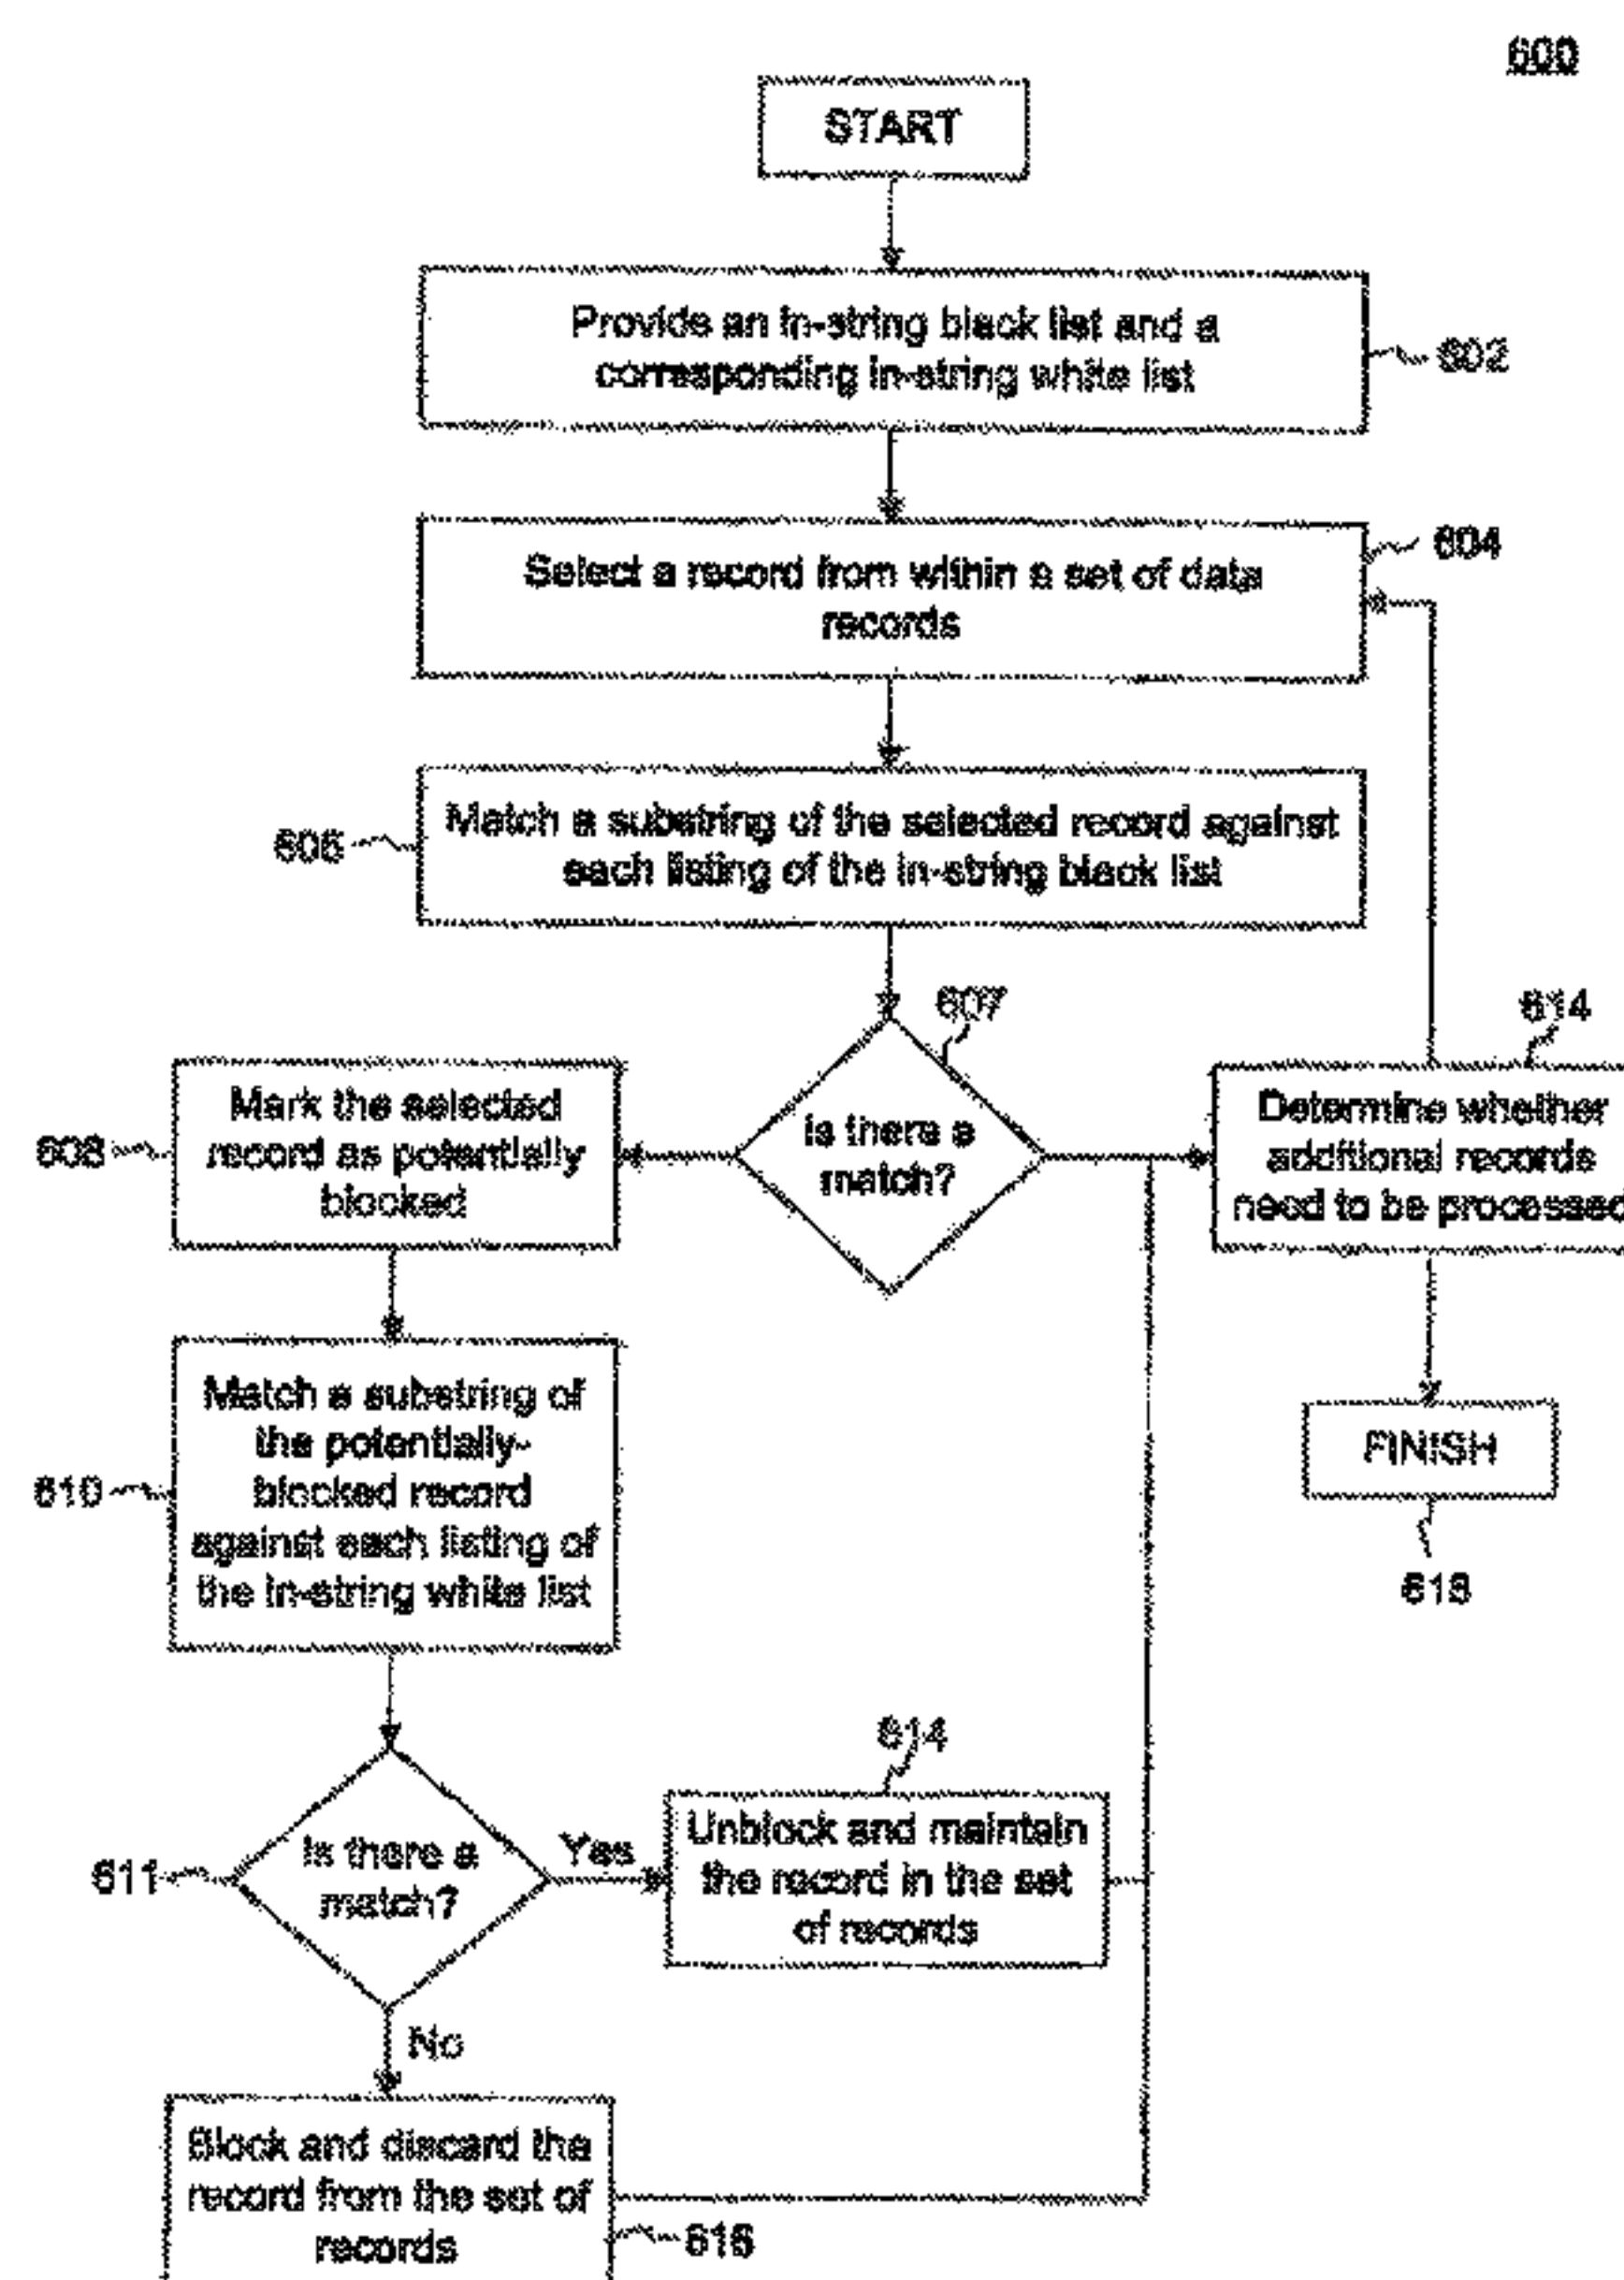 600
START
Provide an in-string black list and a
corresponding in-string white list
602
Select a record from within a set of data
records
604
Match a substring of the selected record against
each listing of the in-string black list
606
607
Is there a
match?
Mark the selected
record as potentially
blocked
608
614
Determine whether
additional records
need to be processed
Match a substring of
the potentially-
blocked record
against each listing of
the in-string white list
610
FINISH
618
Is there a
match?
611
Yes
614
Unblock and maintain
the record in the set
of records
No
Block and discard the
record from the set of
records
616